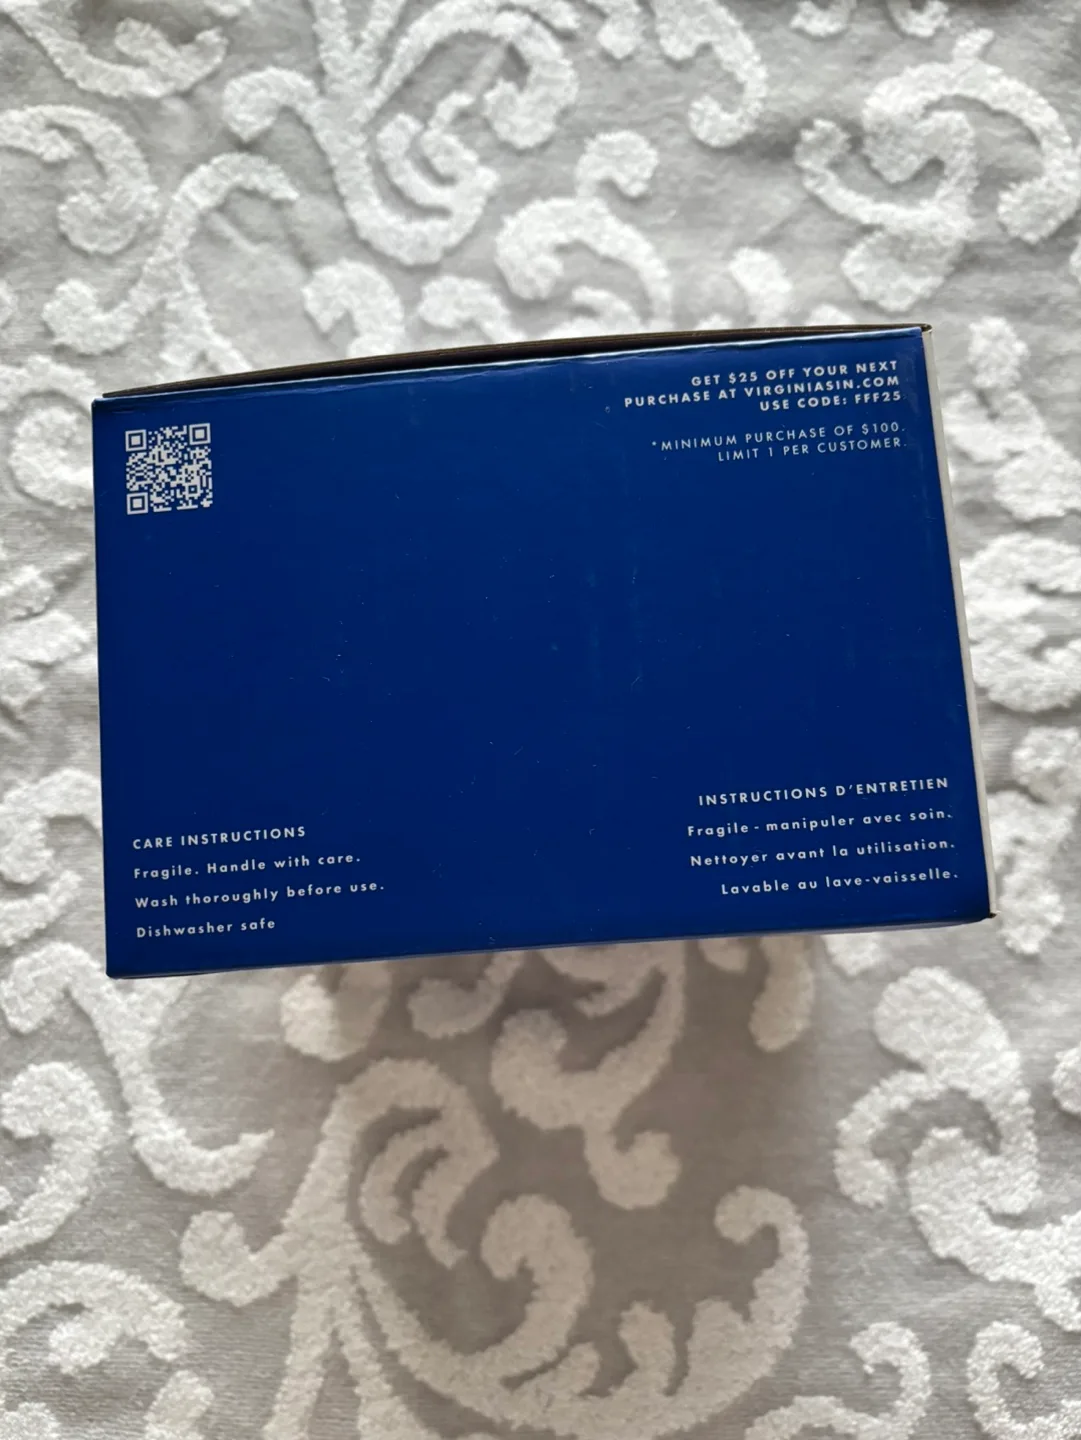 GET $25 OFF YOUR NEXT
PURCHASE AT VIRGINIASIN.COM
USE CODE: FFF25
*MINIMUM PURCHASE OF $100.
LIMIT 1 PER CUSTOMER.
CARE INSTRUCTIONS
Fragile. Handle with care.
Wash thoroughly before use.
Dishwasher safe
INSTRUCTIONS D'ENTRETIEN
Fragile - manipuler avec soin.
Nettoyer avant la utilisation.
Lavable au lave-vaisselle.